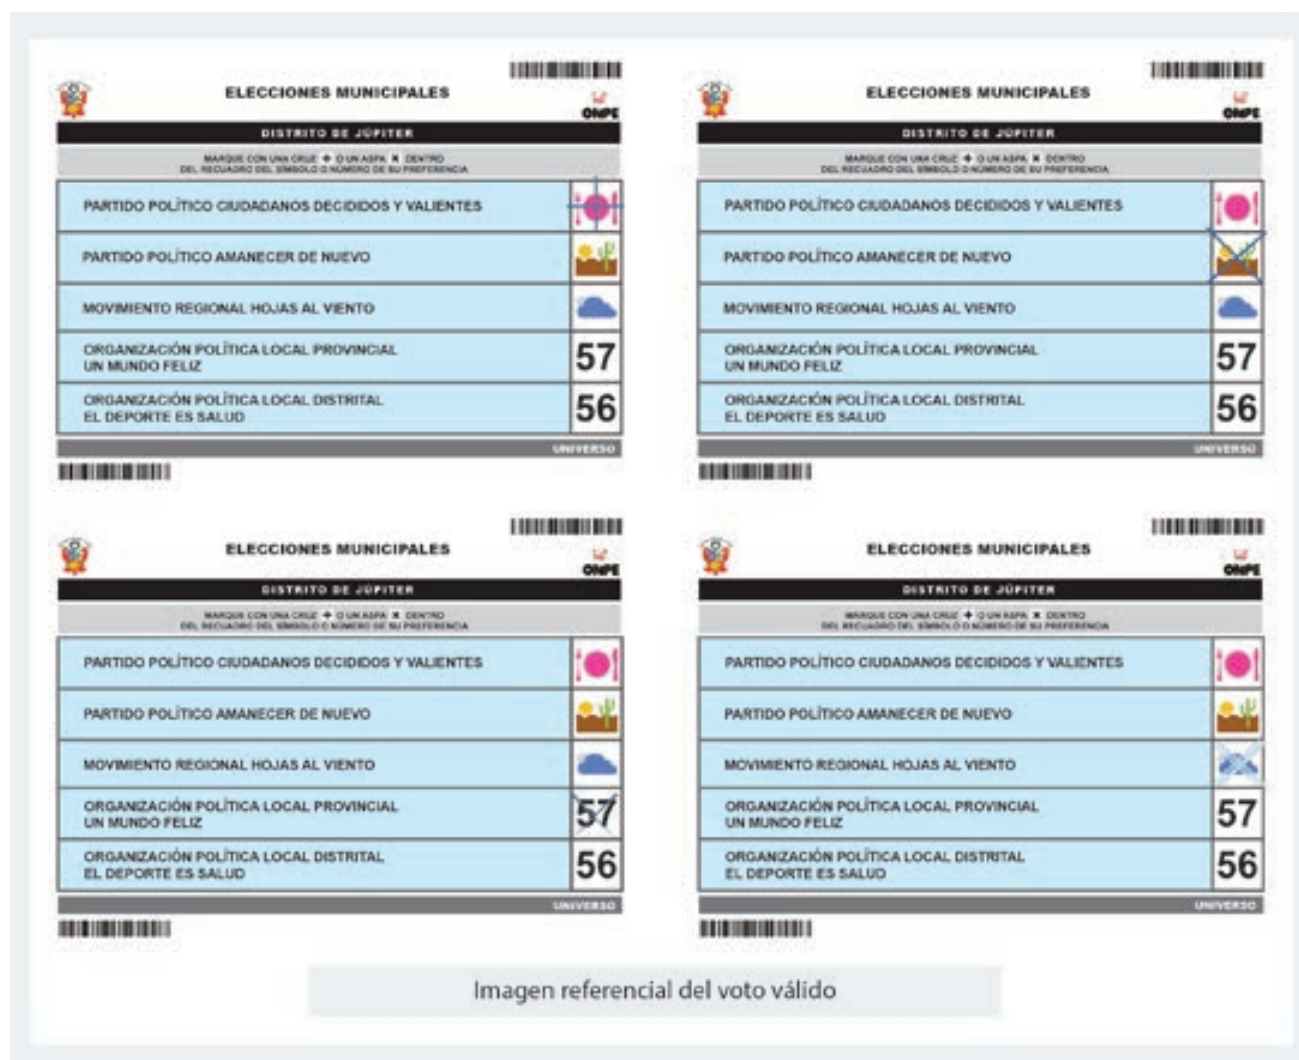 ELECCIONES MUNICIPALES
ONPE
DISTRITO DE JÚPITER
MARQUE CON UNA CRUZ + O UN ASPA X DENTRO
DEL RECUADRO DEL SÍMBOLO O NÚMERO DE SU PREFERENCIA
PARTIDO POLÍTICO CIUDADANOS DECIDIDOS Y VALIENTES
PARTIDO POLÍTICO AMANECER DE NUEVO
MOVIMIENTO REGIONAL HOJAS AL VIENTO
ORGANIZACIÓN POLÍTICA LOCAL PROVINCIAL
UN MUNDO FELIZ
57
ORGANIZACIÓN POLÍTICA LOCAL DISTRITAL
EL DEPORTE ES SALUD
56
UNIVERSO
ELECCIONES MUNICIPALES
ONPE
DISTRITO DE JÚPITER
MARQUE CON UNA CRUZ + O UN ASPA X DENTRO
DEL RECUADRO DEL SÍMBOLO O NÚMERO DE SU PREFERENCIA
PARTIDO POLÍTICO CIUDADANOS DECIDIDOS Y VALIENTES
PARTIDO POLÍTICO AMANECER DE NUEVO
MOVIMIENTO REGIONAL HOJAS AL VIENTO
ORGANIZACIÓN POLÍTICA LOCAL PROVINCIAL
UN MUNDO FELIZ
57
ORGANIZACIÓN POLÍTICA LOCAL DISTRITAL
EL DEPORTE ES SALUD
56
UNIVERSO
ELECCIONES MUNICIPALES
ONPE
DISTRITO DE JÚPITER
MARQUE CON UNA CRUZ + O UN ASPA X DENTRO
DEL RECUADRO DEL SÍMBOLO O NÚMERO DE SU PREFERENCIA
PARTIDO POLÍTICO CIUDADANOS DECIDIDOS Y VALIENTES
PARTIDO POLÍTICO AMANECER DE NUEVO
MOVIMIENTO REGIONAL HOJAS AL VIENTO
ORGANIZACIÓN POLÍTICA LOCAL PROVINCIAL
UN MUNDO FELIZ
57
ORGANIZACIÓN POLÍTICA LOCAL DISTRITAL
EL DEPORTE ES SALUD
56
UNIVERSO
ELECCIONES MUNICIPALES
ONPE
DISTRITO DE JÚPITER
MARQUE CON UNA CRUZ + O UN ASPA X DENTRO
DEL RECUADRO DEL SÍMBOLO O NÚMERO DE SU PREFERENCIA
PARTIDO POLÍTICO CIUDADANOS DECIDIDOS Y VALIENTES
PARTIDO POLÍTICO AMANECER DE NUEVO
MOVIMIENTO REGIONAL HOJAS AL VIENTO
ORGANIZACIÓN POLÍTICA LOCAL PROVINCIAL
UN MUNDO FELIZ
57
ORGANIZACIÓN POLÍTICA LOCAL DISTRITAL
EL DEPORTE ES SALUD
56
UNIVERSO
Imagen referencial del voto válido